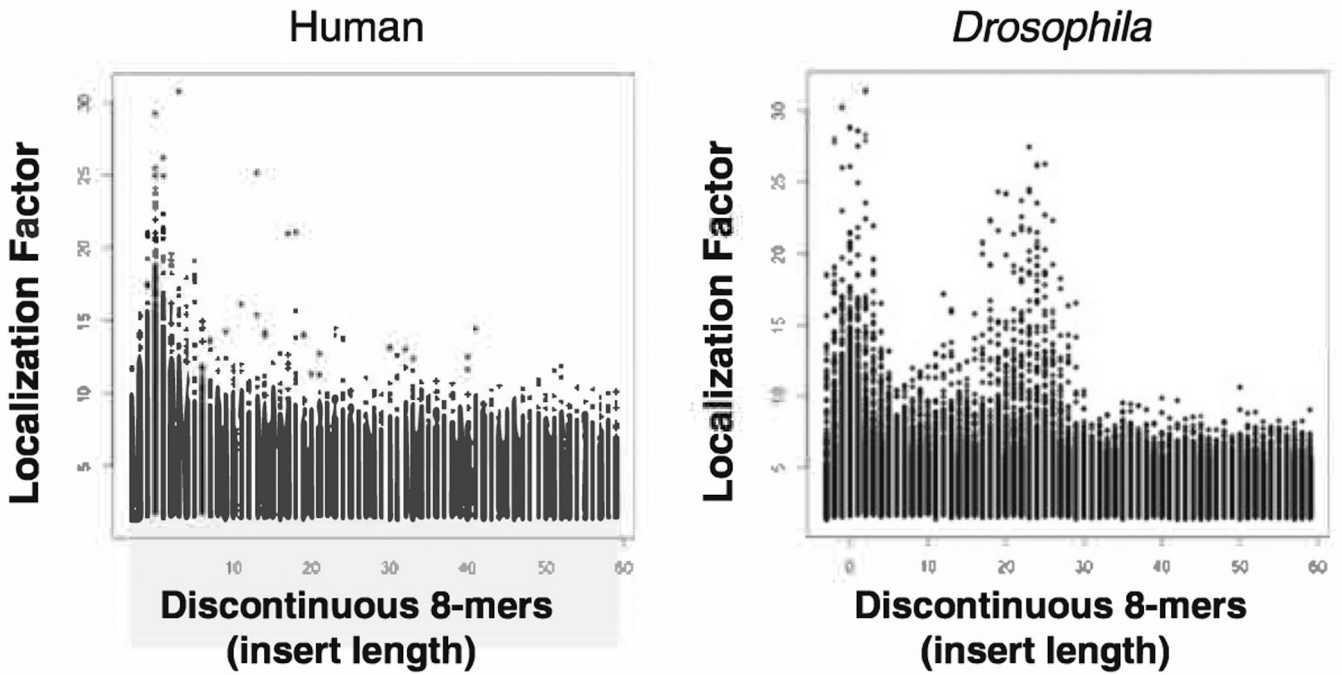 Human
Localization Factor
30
25
20
15
10
5
10 20 30 40 50 60
Discontinuous 8-mers
(insert length)
Drosophila
Localization Factor
30
25
20
15
10
5
0 10 20 30 40 50 60
Discontinuous 8-mers
(insert length)